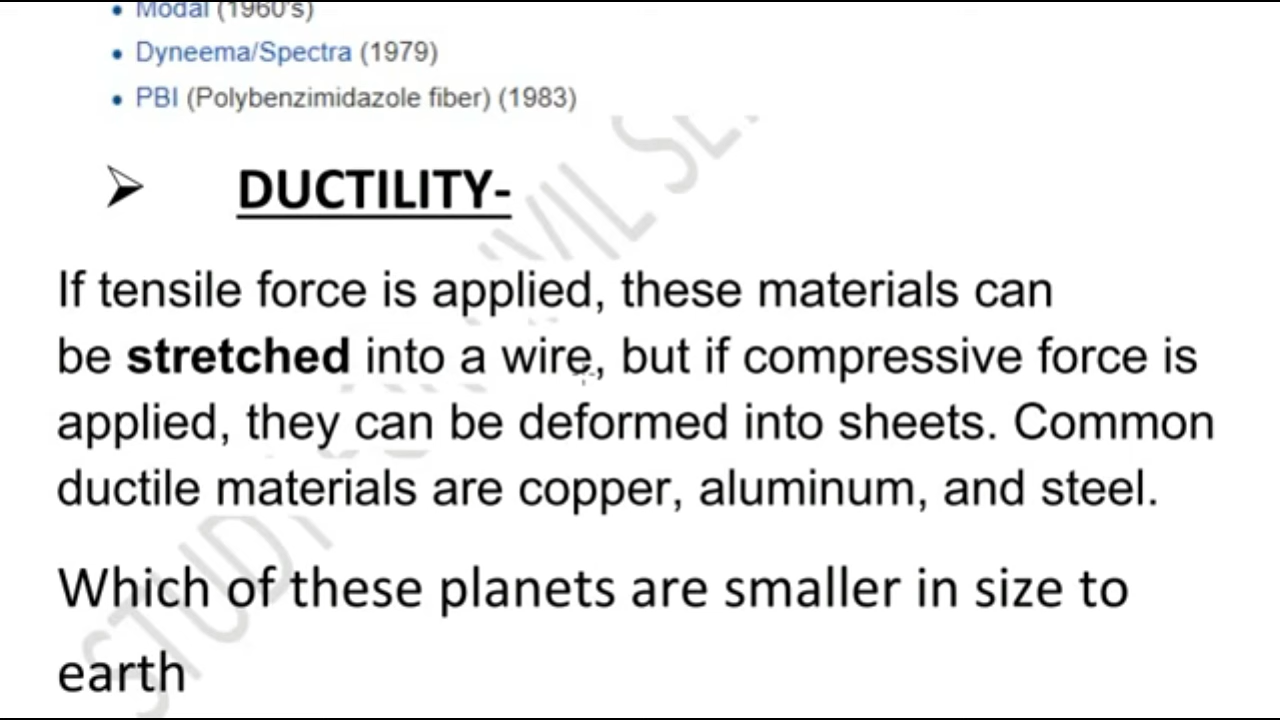 • Modal (1960's)
• Dyneema/Spectra (1979)
• PBI (Polybenzimidazole fiber) (1983)
➢ DUCTILITY-
If tensile force is applied, these materials can
be stretched into a wire, but if compressive force is
applied, they can be deformed into sheets. Common
ductile materials are copper, aluminum, and steel.
Which of these planets are smaller in size to
earth